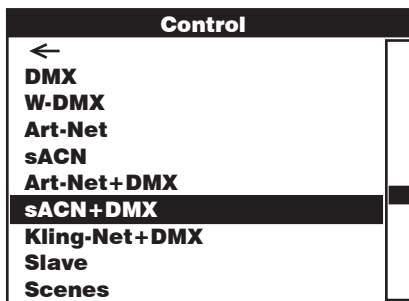 Control
←
DMX
W-DMX
Art-Net
sACN
Art-Net+DMX
sACN+DMX
Kling-Net+DMX
Slave
Scenes